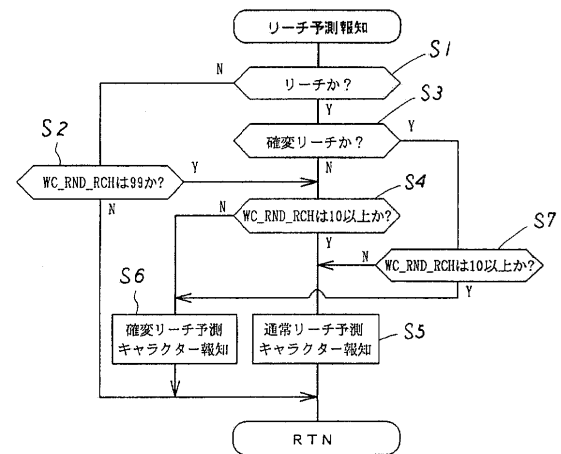 リーチ予測報知
S1
N
リーチか?
Y
S3
S2
確変リーチか?
Y
N
WC_RND_RCHは99か?
Y
N
S4
N
WC_RND_RCHは10以上か?
Y
S7
N
WC_RND_RCHは10以上か?
Y
S6
確変リーチ予測
キャラクター報知
通常リーチ予測
キャラクター報知
S5
RTN